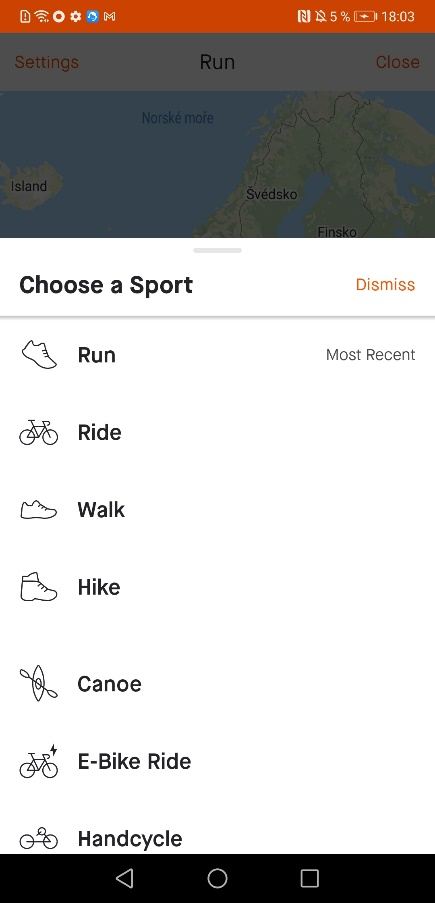 5 % 18:03
Settings Run Close
Norské moře
Island
Švédsko
Finsko
Choose a Sport Dismiss
Run Most Recent
Ride
Walk
Hike
Canoe
E-Bike Ride
Handcycle